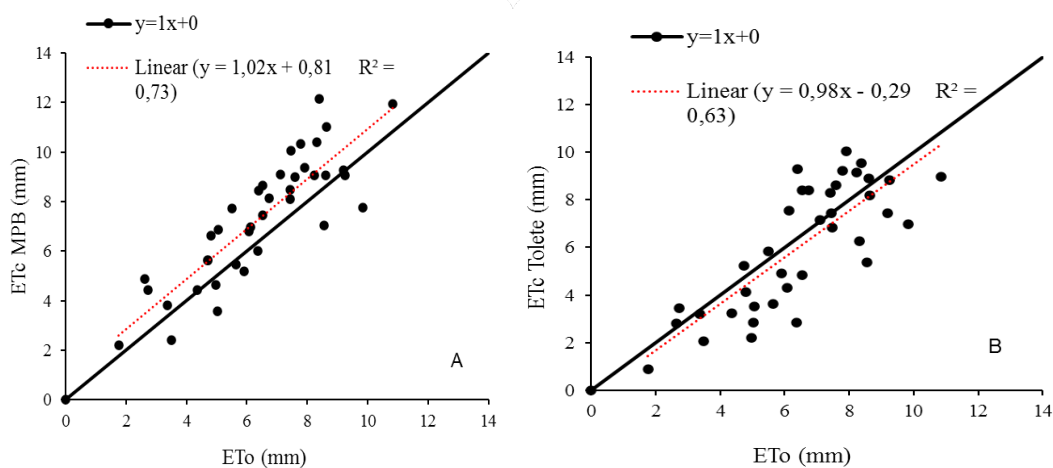 y=1x+0
Linear (y = 1,02x + 0,81 R² =
0,73)
14
12
10
8
6
4
2
0
ETc MPB (mm)
0 2 4 6 8 10 12 14
ETo (mm)
A
y=1x+0
Linear (y = 0,98x - 0,29 R² =
0,63)
14
12
10
8
6
4
2
0
ETc Tolete (mm)
0 2 4 6 8 10 12 14
ETo (mm)
B